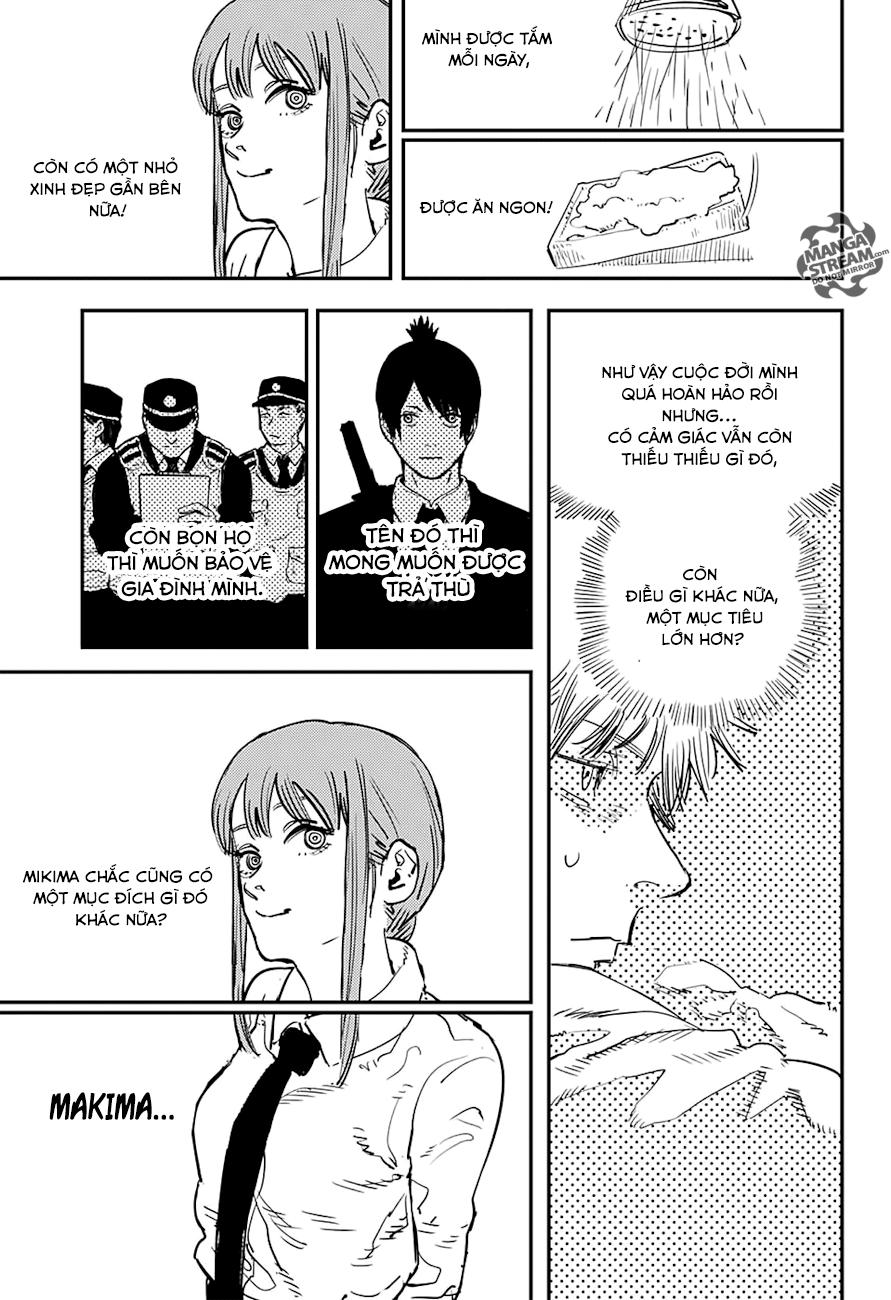 MÌNH ĐƯỢC TẮM
MỖI NGÀY,
ĐƯỢC ĂN NGON!
CÒN CÓ MỘT NHỎ
XINH ĐẸP GẦN BÊN
NỮA!
MANGA
STREAM.com
DO NOT MIRROR
NHƯ VẬY CUỘC ĐỜI MÌNH
QUÁ HOÀN HẢO RỒI
NHƯNG...
CÓ CẢM GIÁC VẪN CÒN
THIẾU THIẾU GÌ ĐÓ,
CÒN
ĐIỀU GÌ KHÁC NỮA,
MỘT MỤC TIÊU
LỚN HƠN?
TÊN ĐÓ THÌ
MONG MUỐN ĐƯỢC
TRẢ THÙ
CÒN BỌN HỌ
THÌ MUỐN BẢO VỆ
GIA ĐÌNH MÌNH.
MIKIMA CHẮC CŨNG CÓ
MỘT MỤC ĐÍCH GÌ ĐÓ
KHÁC NỮA?
MAKIMA...